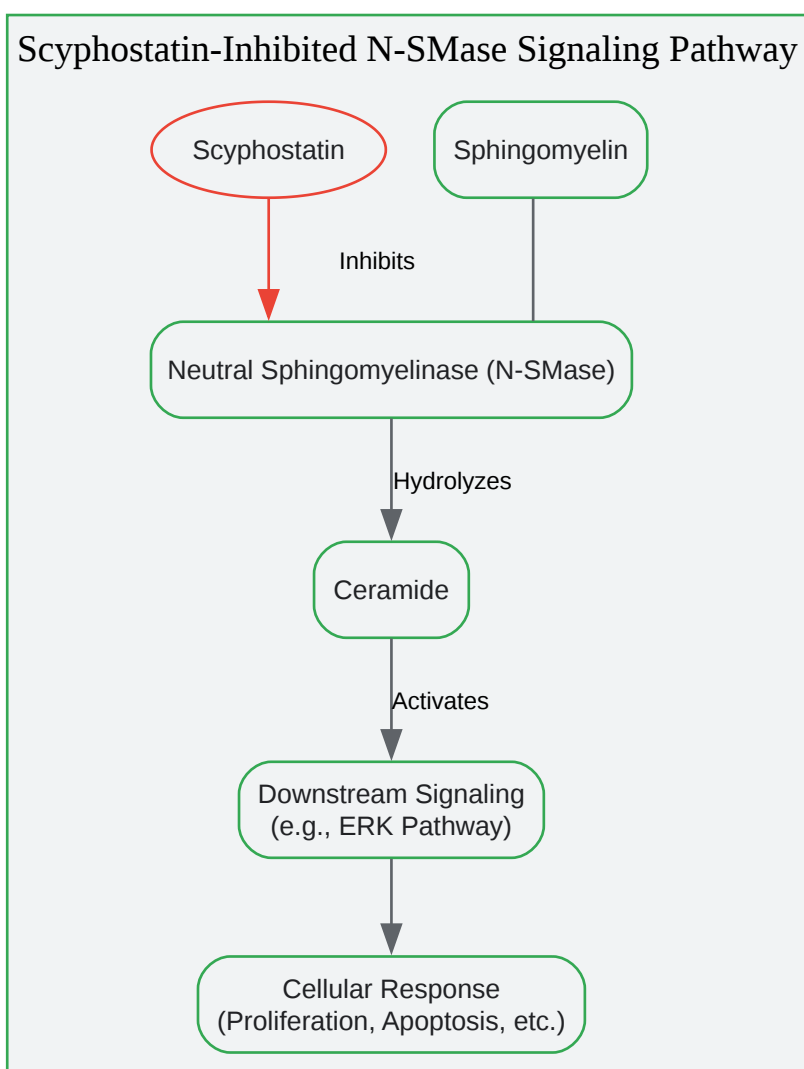 Scyphostatin-Inhibited N-SMase Signaling Pathway
Scyphostatin
Sphingomyelin
Inhibits
Neutral Sphingomyelinase (N-SMase)
Hydrolyzes
Ceramide
Activates
Downstream Signaling
(e.g., ERK Pathway)
Cellular Response
(Proliferation, Apoptosis, etc.)